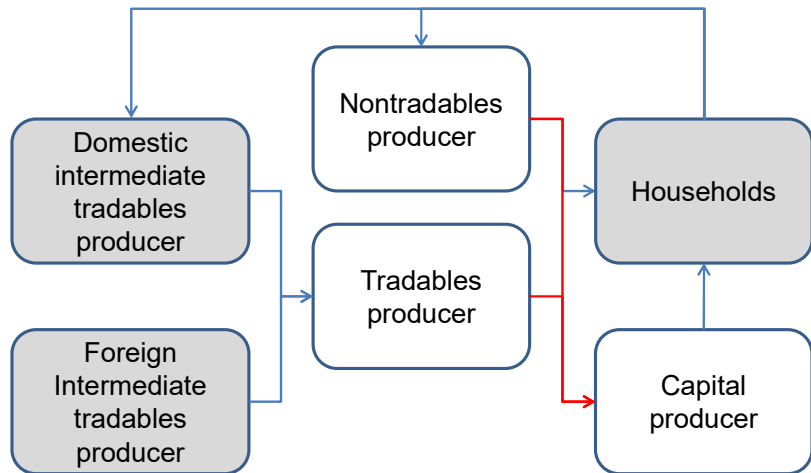 Nontradables
producer
Domestic
intermediate
tradables
producer
Households
Tradables
producer
Foreign
Intermediate
tradables
producer
Capital
producer